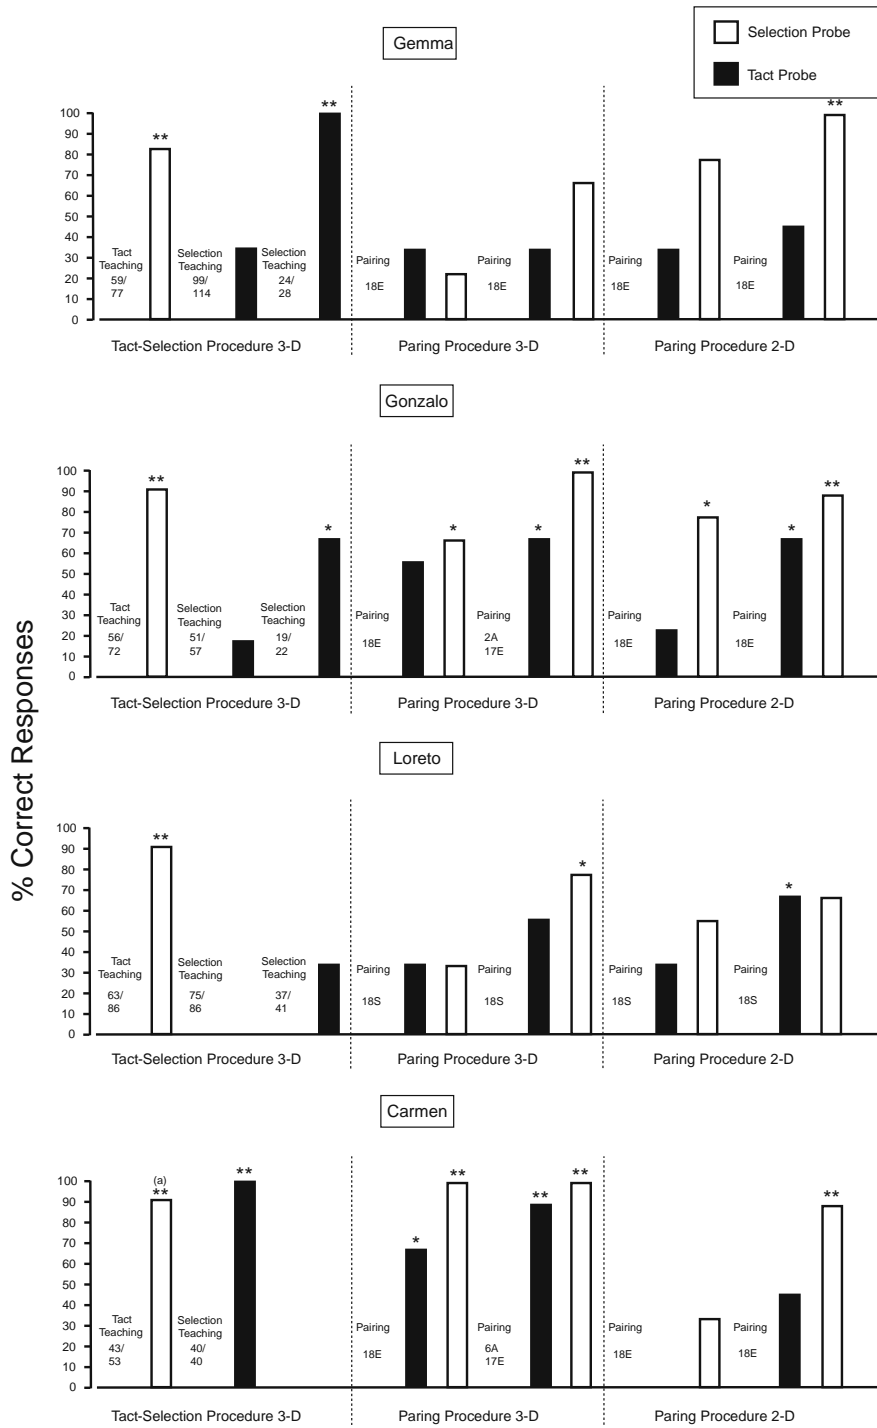 Gemma
Selection Probe
Tact Probe
% Correct Responses
100
90
80
70
60
50
40
30
20
10
0
** ** **
Tact Teaching 59/ 77
Selection Teaching 99/ 114
Selection Teaching 24/ 28
Pairing 18E
Pairing 18E
Pairing 18E
Pairing 18E
Tact-Selection Procedure 3-D
Paring Procedure 3-D
Paring Procedure 2-D
Gonzalo
100
90
80
70
60
50
40
30
20
10
0
** * * * ** * * **
Tact Teaching 56/ 72
Selection Teaching 51/ 57
Selection Teaching 19/ 22
Pairing 18E
Pairing 2A 17E
Pairing 18E
Pairing 18E
Tact-Selection Procedure 3-D
Paring Procedure 3-D
Paring Procedure 2-D
Loreto
100
90
80
70
60
50
40
30
20
10
0
** * *
Tact Teaching 63/ 86
Selection Teaching 75/ 86
Selection Teaching 37/ 41
Pairing 18S
Pairing 18S
Pairing 18S
Pairing 18S
Tact-Selection Procedure 3-D
Paring Procedure 3-D
Paring Procedure 2-D
Carmen
100
90
80
70
60
50
40
30
20
10
0
(a)
** ** * ** ** ** **
Tact Teaching 43/ 53
Selection Teaching 40/ 40
Pairing 18E
Pairing 6A 17E
Pairing 18E
Pairing 18E
Tact-Selection Procedure 3-D
Paring Procedure 3-D
Paring Procedure 2-D